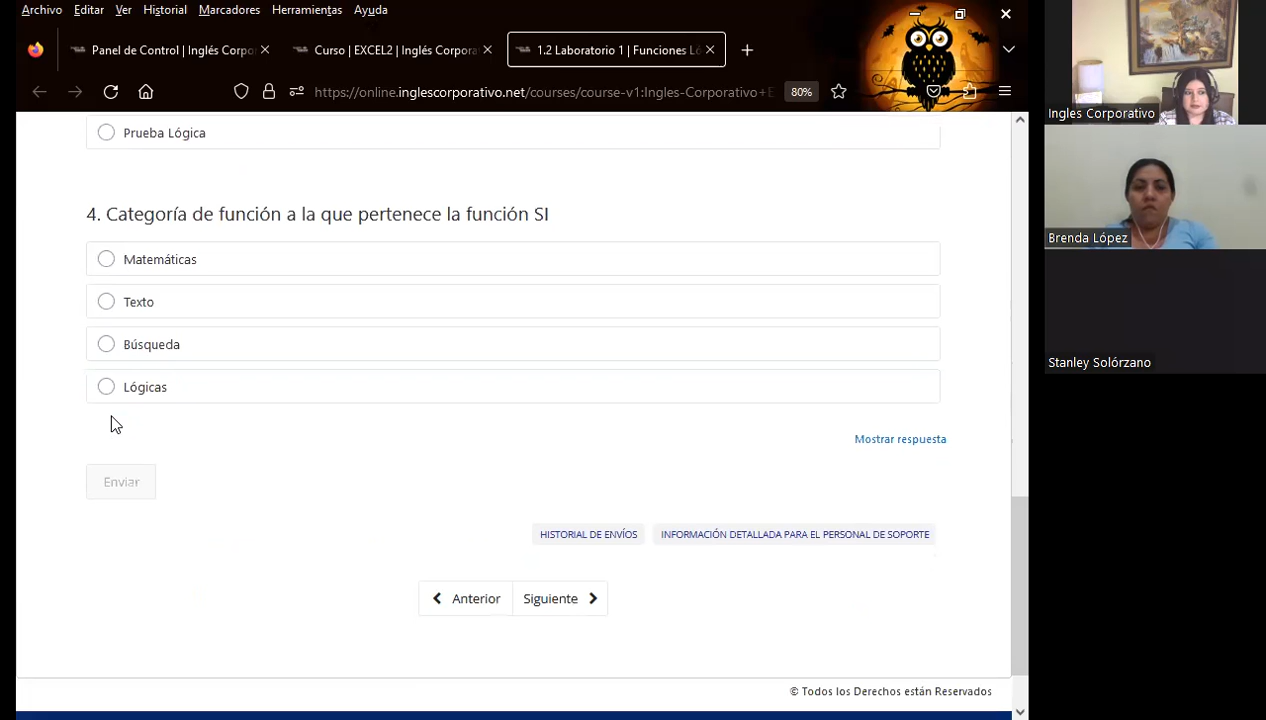 Archivo Editar Ver Historial Marcadores Herramientas Ayuda
Panel de Control | Inglés Corpor
Curso | EXCEL2 | Inglés Corpora
1.2 Laboratorio 1 | Funciones Ló
https://online.inglescorporativo.net/courses/course-v1:Ingles-Corporativo+E
80%
Prueba Lógica
4. Categoría de función a la que pertenece la función SI
Matemáticas
Texto
Búsqueda
Lógicas
Mostrar respuesta
Enviar
HISTORIAL DE ENVÍOS INFORMACIÓN DETALLADA PARA EL PERSONAL DE SOPORTE
Anterior Siguiente
© Todos los Derechos están Reservados
Ingles Corporativo
Brenda López
Stanley Solórzano